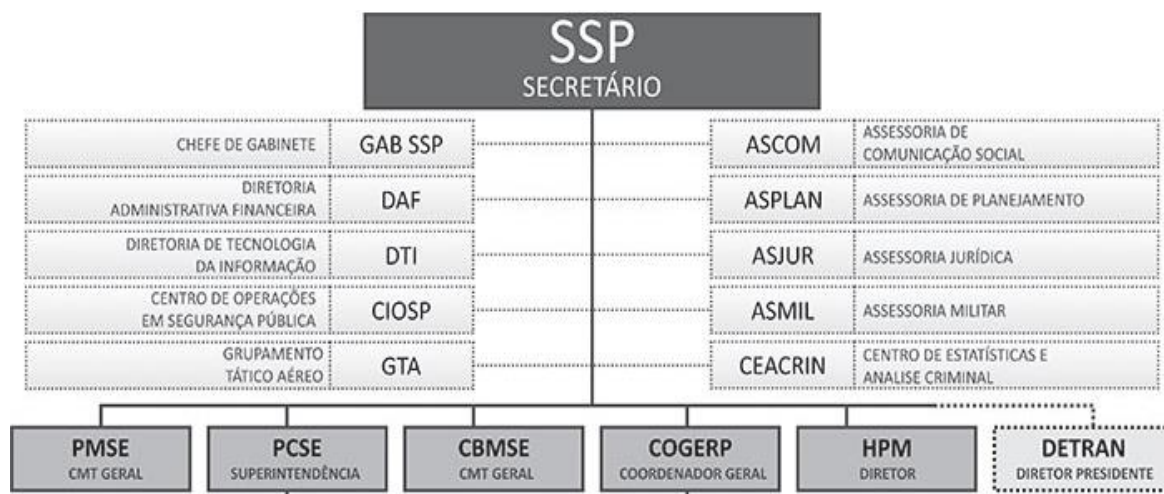 SSP
SECRETÁRIO
CHEFE DE GABINETE
GAB SSP
ASCOM
ASSESSORIA DE
COMUNICAÇÃO SOCIAL
DIRETORIA
ADMINISTRATIVA FINANCEIRA
DAF
ASPLAN
ASSESSORIA DE PLANEJAMENTO
DIRETORIA DE TECNOLOGIA
DA INFORMAÇÃO
DTI
ASJUR
ASSESSORIA JURÍDICA
CENTRO DE OPERAÇÕES
EM SEGURANÇA PÚBLICA
CIOSP
ASMIL
ASSESSORIA MILITAR
GRUPAMENTO
TÁTICO AÉREO
GTA
CEACRIN
CENTRO DE ESTATÍSTICAS E
ANALISE CRIMINAL
PMSE
CMT GERAL
PCSE
SUPERINTENDÊNCIA
CBMSE
CMT GERAL
COGERP
COORDENADOR GERAL
HPM
DIRETOR
DETRAN
DIRETOR PRESIDENTE